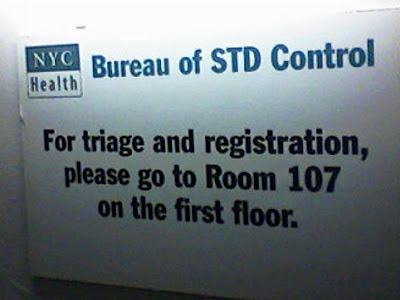 NYC
Health
Bureau of STD Control
For triage and registration,
please go to Room 107
on the first floor.